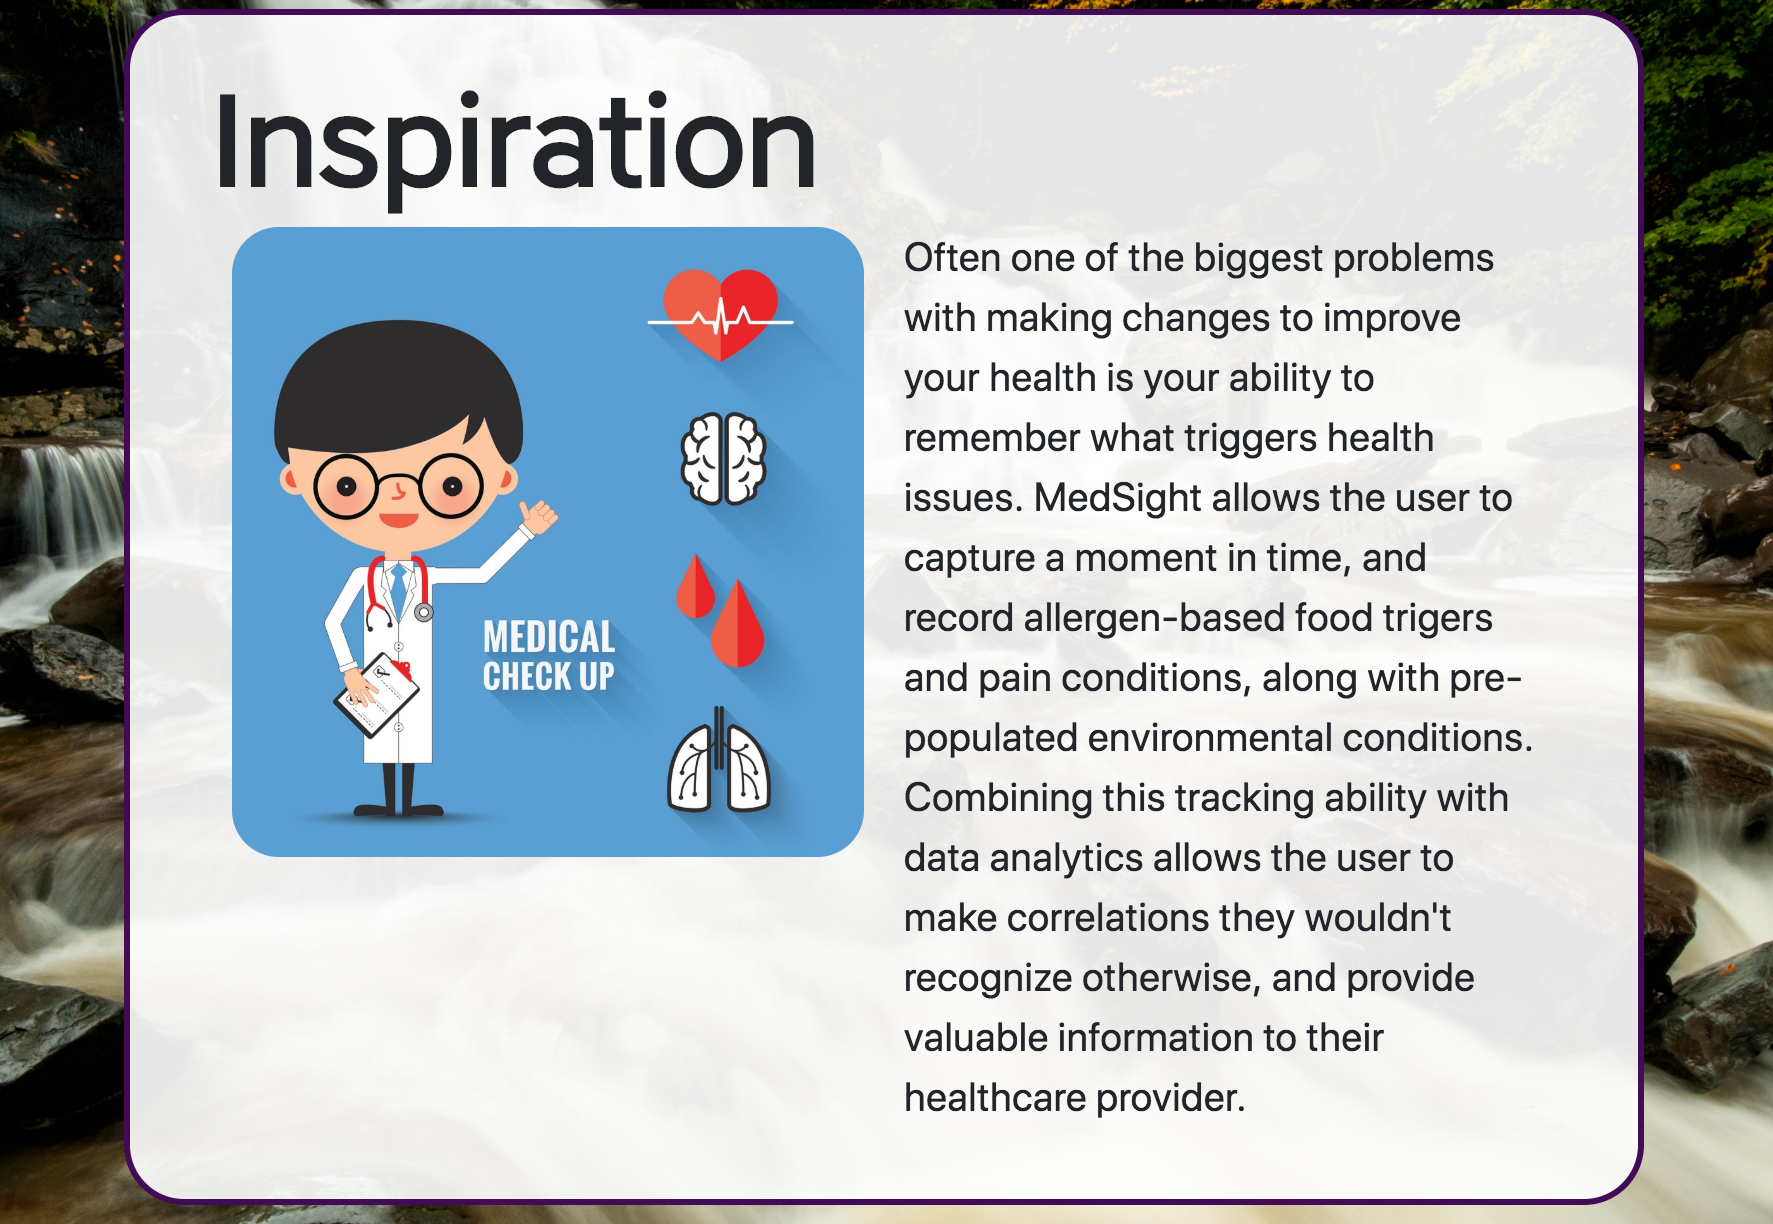 Inspiration
MEDICAL
CHECK UP
Often one of the biggest problems
with making changes to improve
your health is your ability to
remember what triggers health
issues. MedSight allows the user to
capture a moment in time, and
record allergen-based food trigers
and pain conditions, along with pre-
populated environmental conditions.
Combining this tracking ability with
data analytics allows the user to
make correlations they wouldn't
recognize otherwise, and provide
valuable information to their
healthcare provider.